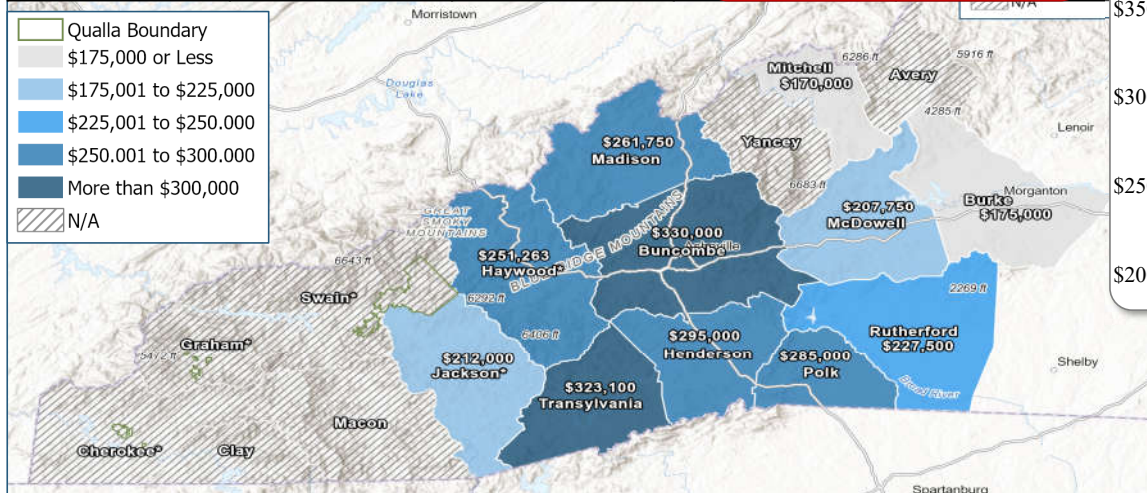 Qualla Boundary
$175,000 or Less
$175,001 to $225,000
$225,001 to $250.000
$250.001 to $300.000
More than $300,000
N/A
N/A
$35
$30
$25
$20
Morristown
Douglas
Lake
6286 ft
5916 ft
Mitchell
$170,000
Avery
4285 ft
Lenoir
$261,750
Madison
Yancey
6683 ft
Morganton
Burke
$175,000
$207,750
McDowell
GREAT
SMOKY
MOUNTAINS
BLUE RIDGE MOUNTAINS
$330,000
Asheville
Buncombe
$251,263
Haywood*
6643 ft
Swain*
6292 ft
2269 ft
6406 ft
Graham*
5472 ft
$295,000
Henderson
Rutherford
$227,500
$285,000
Polk
$212,000
Jackson*
Shelby
$323,100
Transylvania
Broad River
Macon
Cherokee*
Clay
Spartanburg